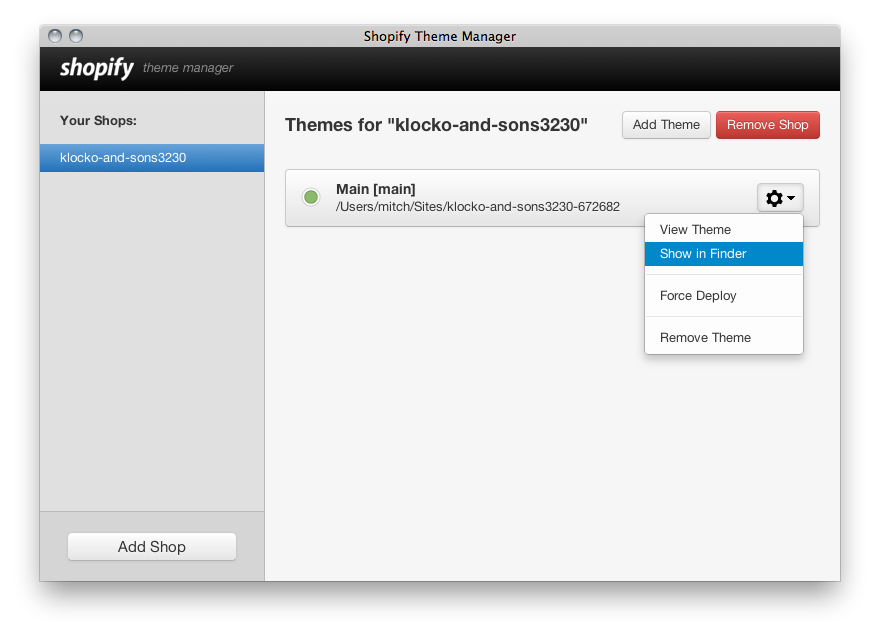 Shopify Theme Manager
shopify theme manager
Your Shops:
klocko-and-sons3230
Add Shop
Themes for "klocko-and-sons3230"
Add Theme
Remove Shop
Main [main]
/Users/mitch/Sites/klocko-and-sons3230-672682
View Theme
Show in Finder
Force Deploy
Remove Theme